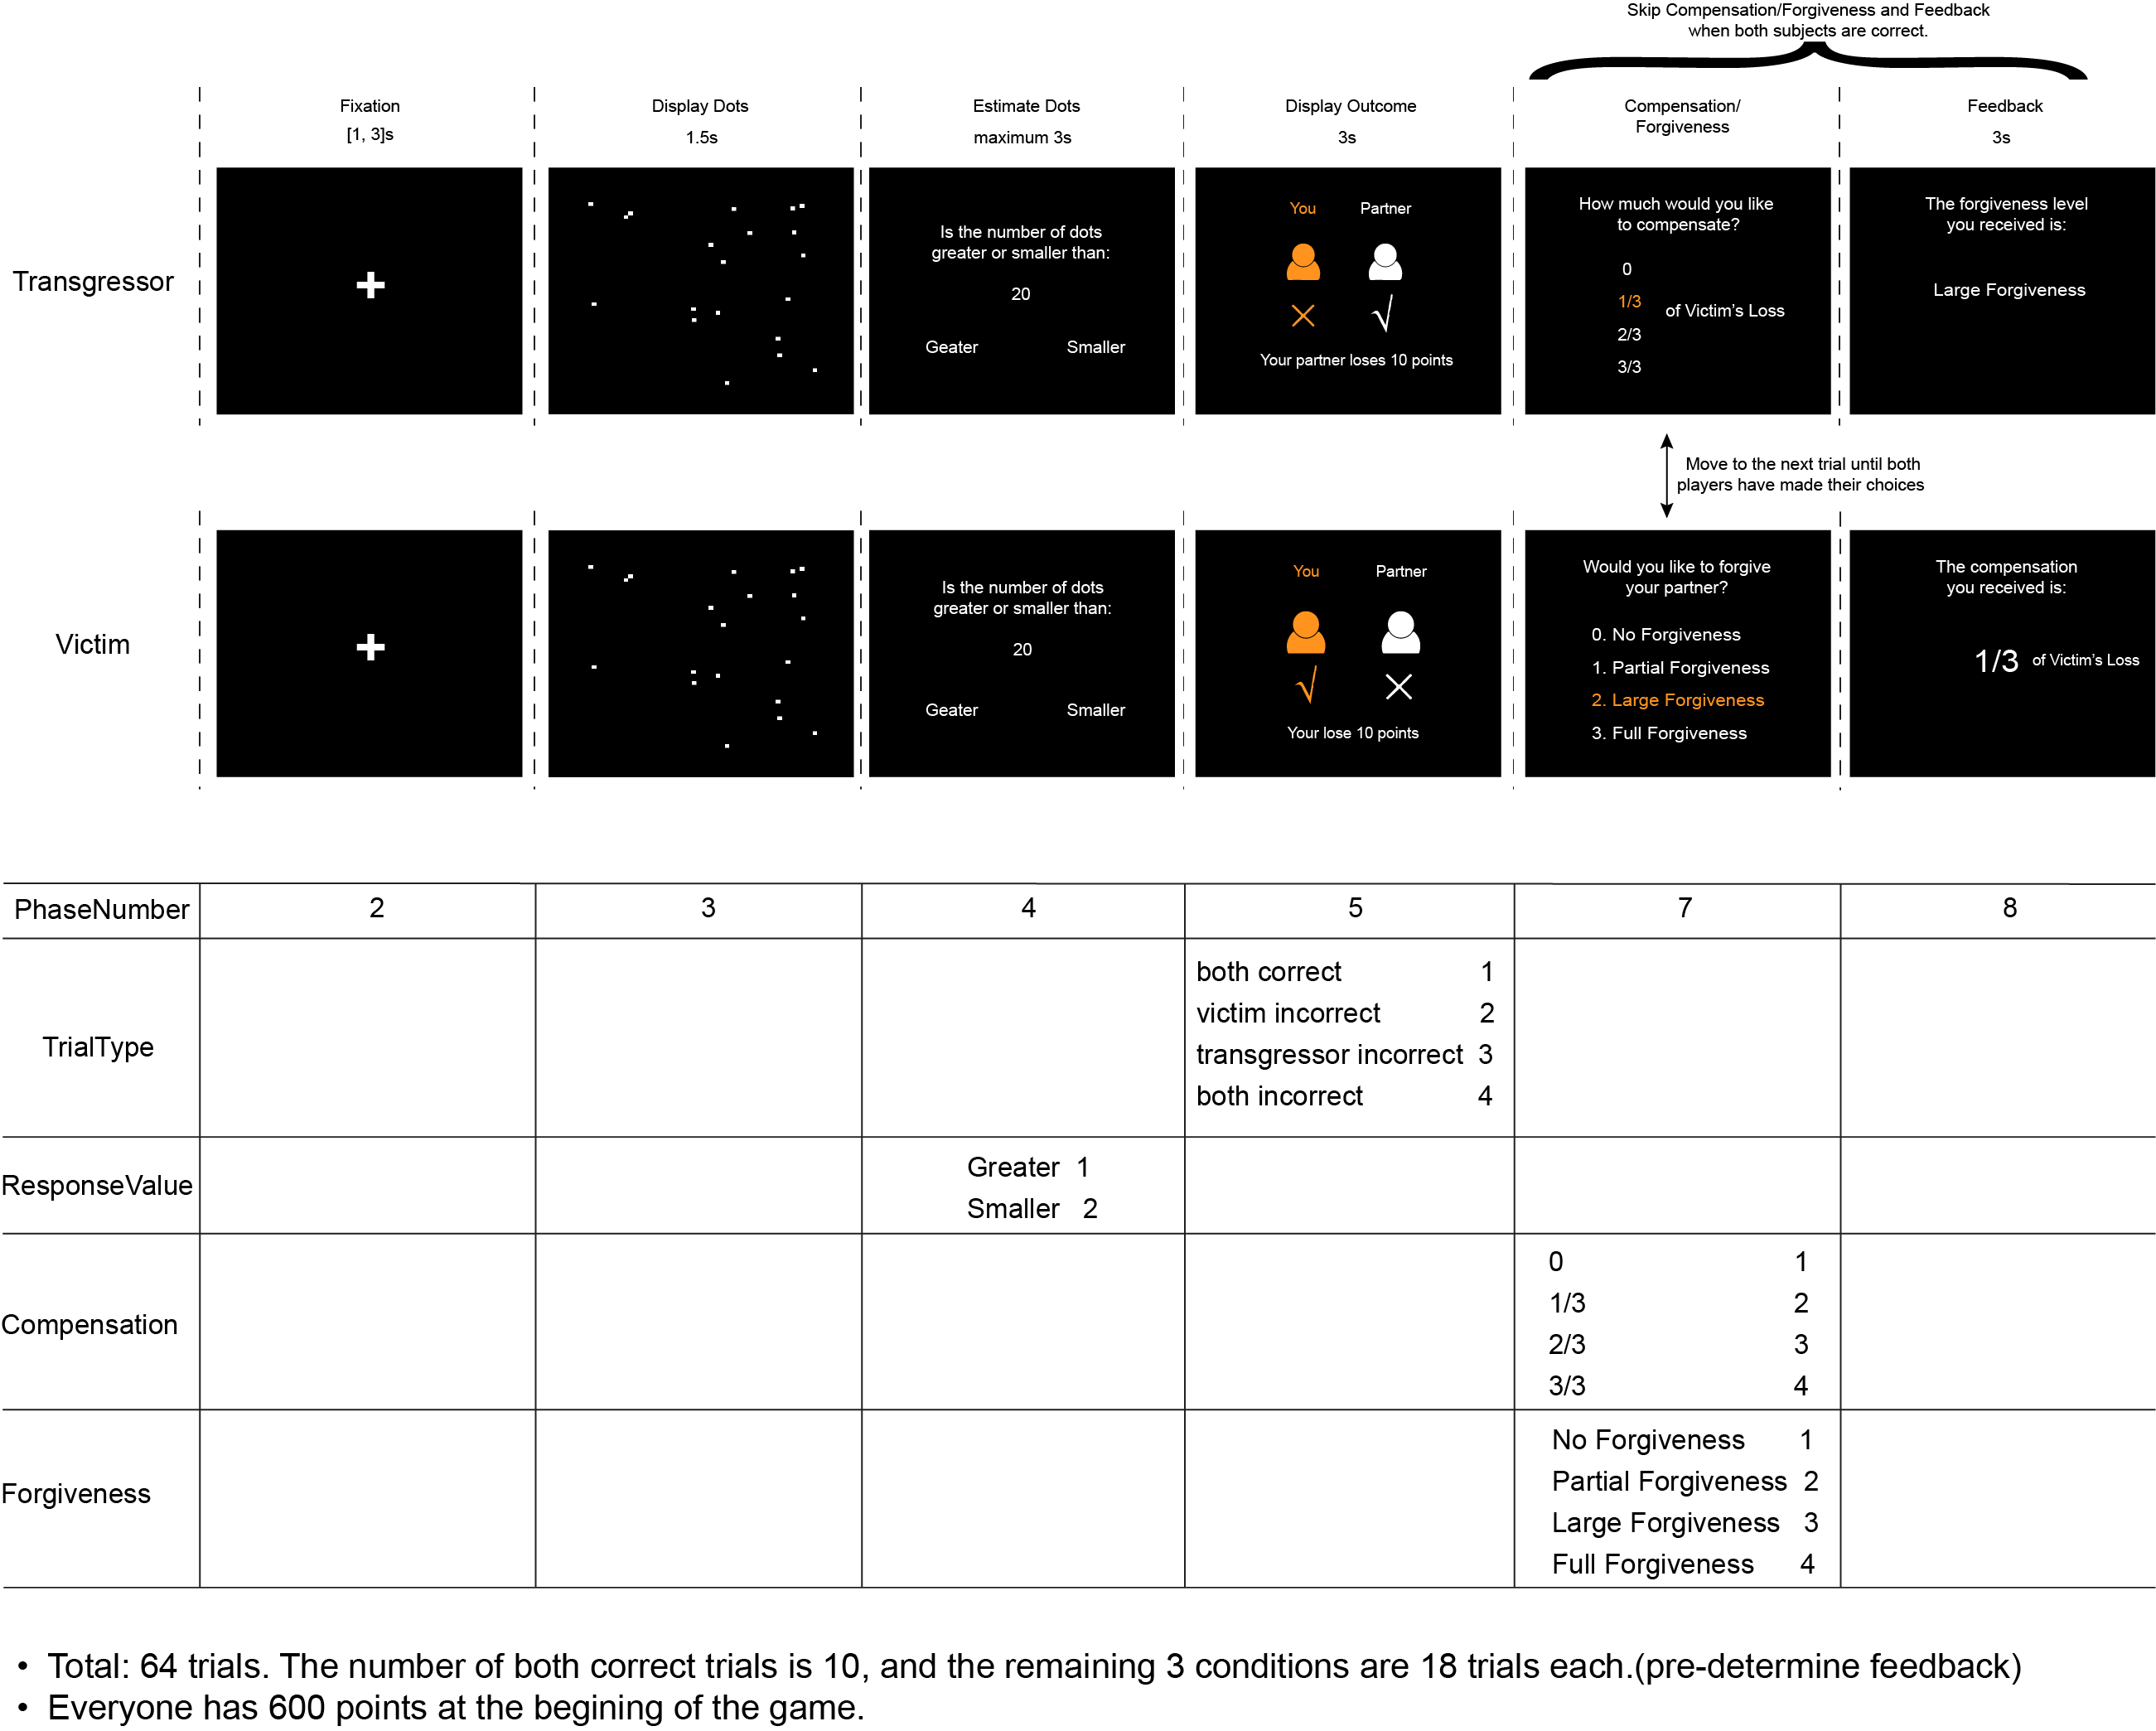 Skip Compensation/Forgiveness and Feedback
when both subjects are correct.
Fixation
[1, 3]s
Display Dots
1.5s
Estimate Dots
maximum 3s
Display Outcome
3s
Compensation/
Forgiveness
Feedback
3s
Transgressor
Is the number of dots
greater or smaller than:
20
Geater Smaller
You Partner
Your partner loses 10 points
How much would you like
to compensate?
0
1/3
of Victim's Loss
2/3
3/3
The forgiveness level
you received is:
Large Forgiveness
Move to the next trial until both
players have made their choices
Victim
Is the number of dots
greater or smaller than:
20
Geater Smaller
You Partner
Your lose 10 points
Would you like to forgive
your partner?
0. No Forgiveness
1. Partial Forgiveness
2. Large Forgiveness
3. Full Forgiveness
The compensation
you received is:
1/3 of Victim's Loss
PhaseNumber 2 3 4 5 7 8
TrialType
both correct 1
victim incorrect 2
transgressor incorrect 3
both incorrect 4
ResponseValue
Greater 1
Smaller 2
Compensation
0 1
1/3 2
2/3 3
3/3 4
Forgiveness
No Forgiveness 1
Partial Forgiveness 2
Large Forgiveness 3
Full Forgiveness 4
• Total: 64 trials. The number of both correct trials is 10, and the remaining 3 conditions are 18 trials each.(pre-determine feedback)
• Everyone has 600 points at the begining of the game.